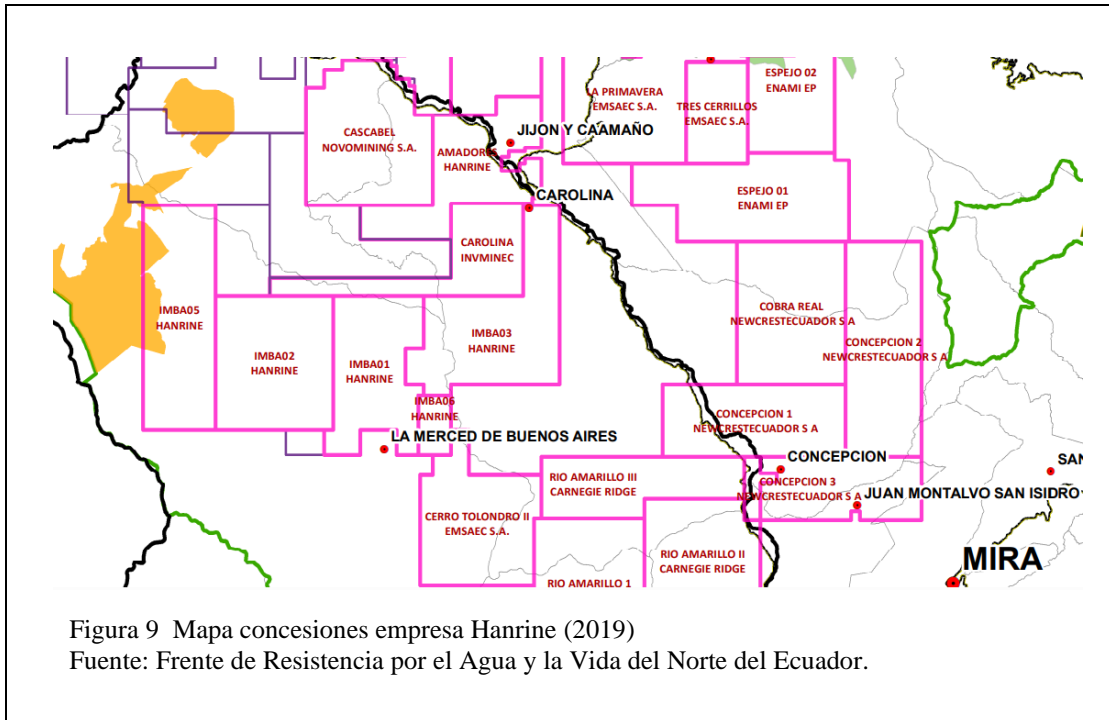 ESPEJO 02
ENAMI EP
LA PRIMAVERA
EMSAEC S.A.
TRES CERRILLOS
EMSAEC S.A.
CASCABEL
NOVOMINING S.A.
JIJON Y CAAMAÑO
AMADORES
HANRINE
CAROLINA
ESPEJO 01
ENAMI EP
CAROLINA
INVMINEC
IMBA05
HANRINE
COBRA REAL
NEWCRESTECUADOR S A
IMBA03
HANRINE
CONCEPCION 2
NEWCRESTECUADOR S A
IMBA02
HANRINE
IMBA01
HANRINE
IMBA06
HANRINE
CONCEPCION 1
NEWCRESTECUADOR S A
LA MERCED DE BUENOS AIRES
CONCEPCION
SAN
RIO AMARILLO III
CARNEGIE RIDGE
CONCEPCION 3
NEWCRESTECUADOR S A
JUAN MONTALVO SAN ISIDRO
CERRO TOLONDRO II
EMSAEC S.A.
RIO AMARILLO II
CARNEGIE RIDGE
MIRA
RIO AMARILLO 1
Figura 9 Mapa concesiones empresa Hanrine (2019)
Fuente: Frente de Resistencia por el Agua y la Vida del Norte del Ecuador.